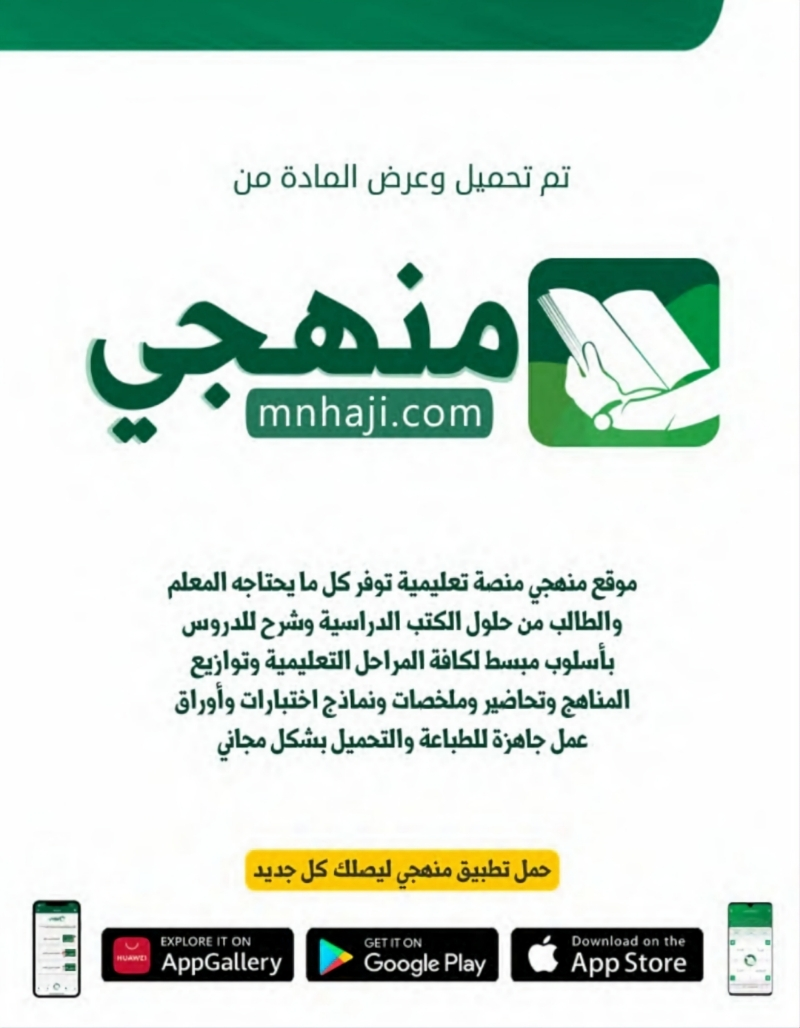 تم تحميل وعرض المادة من
منهجي
mnhaji.com
موقع منهجي منصة تعليمية توفر كل ما يحتاجه المعلم
والطالب من حلول الكتب الدراسية وشرح للدروس
بأسلوب مبسط لكافة المراحل التعليمية وتوازيع
المناهج وتحاضير وملخصات ونماذج اختبارات وأوراق
عمل جاهزة للطباعة والتحميل بشكل مجاني
حمل تطبيق منهجي ليصلك كل جديد
HUAWEI
EXPLORE IT ON
AppGallery
GET IT ON
Google Play
Download on the
App Store